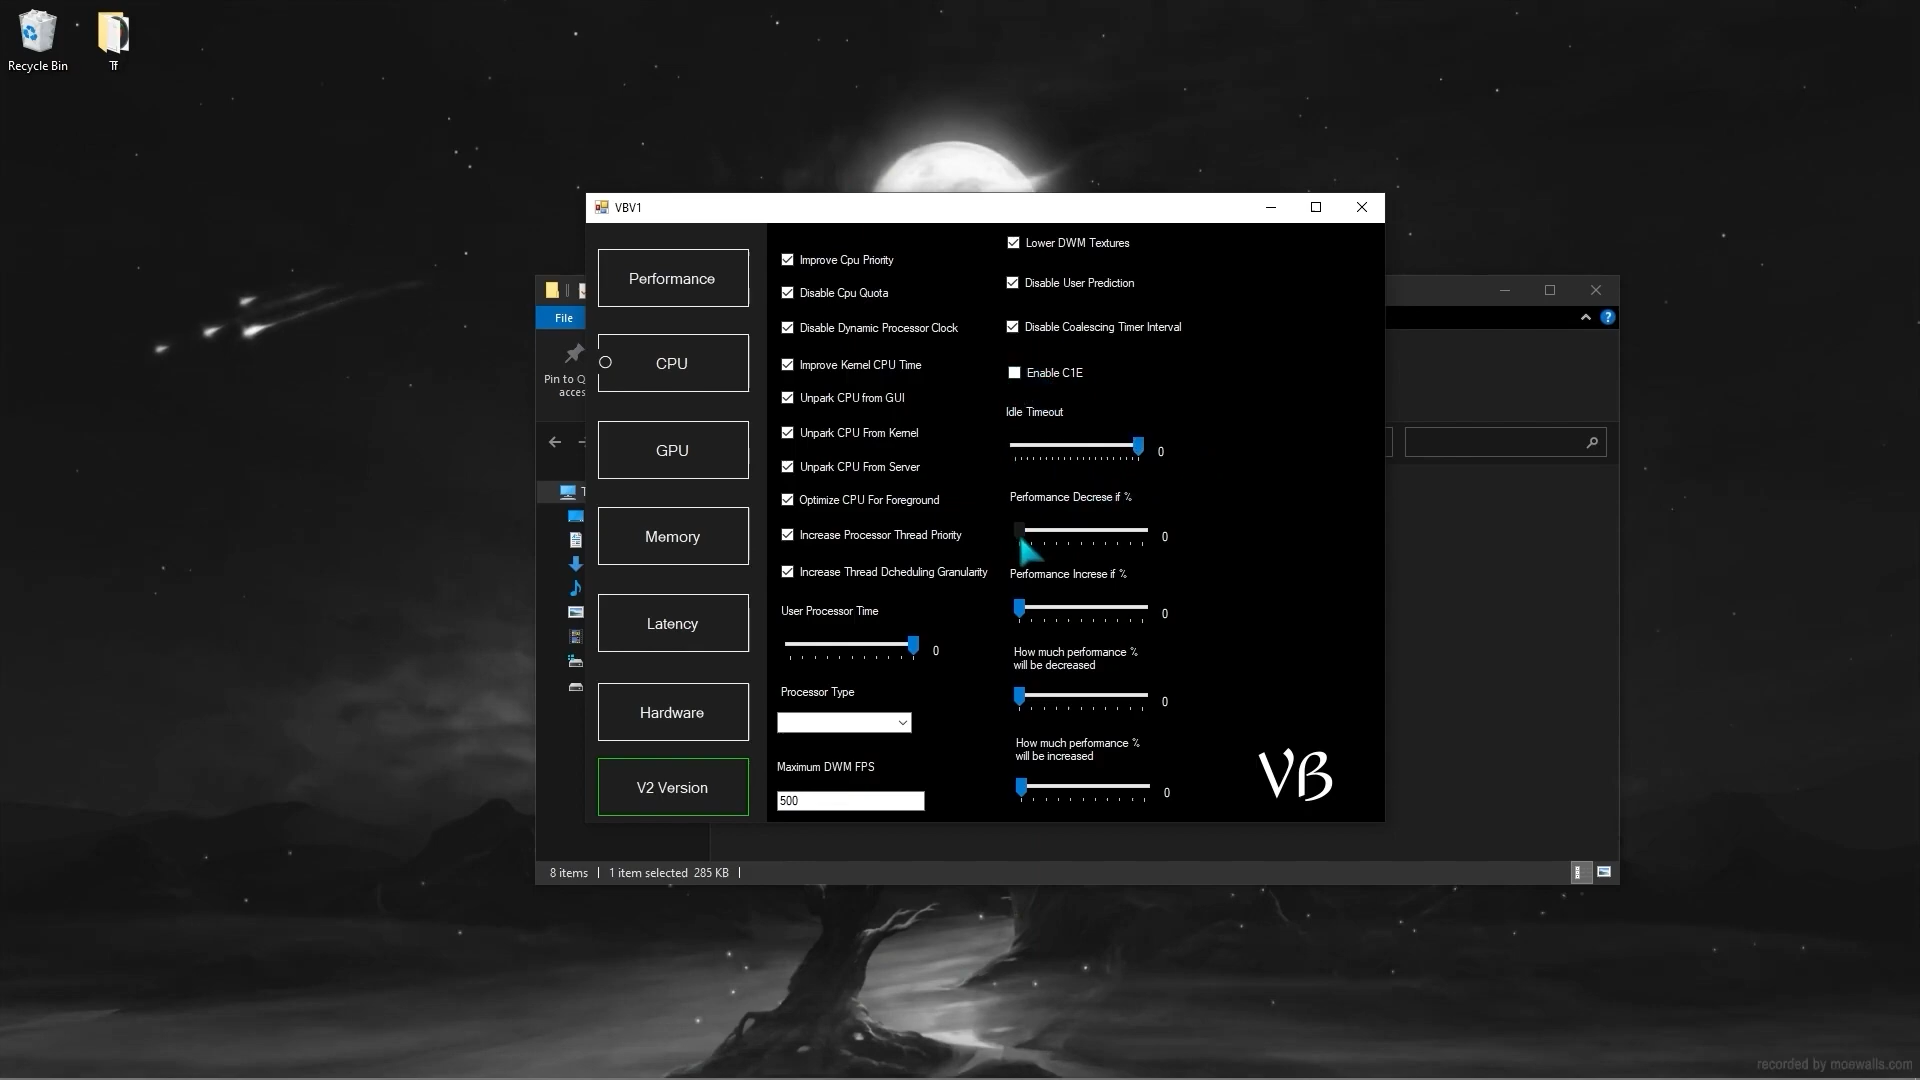 Recycle Bin
Tf
VBV1
Performance
CPU
GPU
Memory
Latency
Hardware
V2 Version
Improve Cpu Priority
Disable Cpu Quota
Disable Dynamic Processor Clock
Improve Kernel CPU Time
Unpark CPU from GUI
Unpark CPU From Kernel
Unpark CPU From Server
Optimize CPU For Foreground
Increase Processor Thread Priority
Increase Thread Dcheduling Granularity
User Processor Time
0
Processor Type
Maximum DWM FPS
500
Lower DWM Textures
Disable User Prediction
Disable Coalescing Timer Interval
Enable C1E
Idle Timeout
0
Performance Decrese if %
0
Performance Increse if %
0
How much performance %
will be decreased
0
How much performance %
will be increased
0
VB
File
Pin to Q
acces
T
8 items
1 item selected 285 KB
recorded by moewalls.com